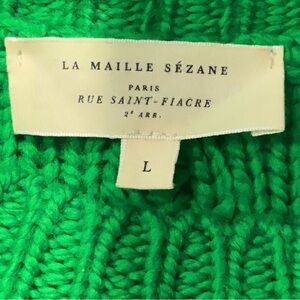 LA MAILLE SÉZANE
PARIS
RUE SAINT-FIACRE
2ᵉ ARR.
L